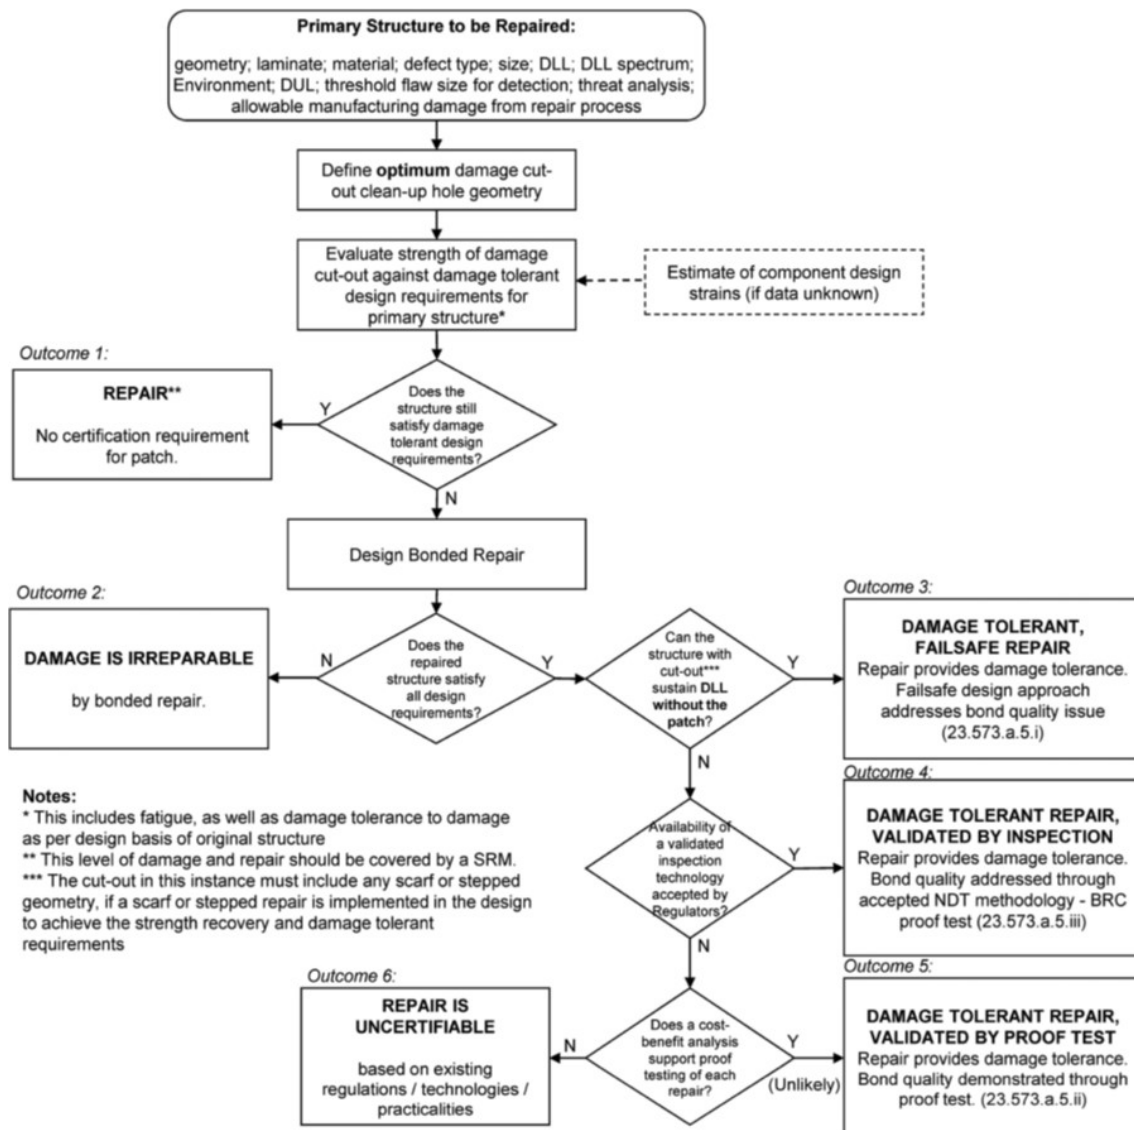 Primary Structure to be Repaired:
geometry; laminate; material; defect type; size; DLL; DLL spectrum;
Environment; DUL; threshold flaw size for detection; threat analysis;
allowable manufacturing damage from repair process
Define optimum damage cut-
out clean-up hole geometry
Evaluate strength of damage
cut-out against damage tolerant
design requirements for
primary structure*
Estimate of component design
strains (if data unknown)
Outcome 1:
REPAIR**
No certification requirement
for patch.
Y
Does the
structure still
satisfy damage
tolerant design
requirements?
N
Design Bonded Repair
Outcome 2:
DAMAGE IS IRREPARABLE
by bonded repair.
N
Does the
repaired
structure satisfy
all design
requirements?
Y
Can the
structure with
cut-out***
sustain DLL
without the
patch?
Y
Outcome 3:
DAMAGE TOLERANT,
FAILSAFE REPAIR
Repair provides damage tolerance.
Failsafe design approach
addresses bond quality issue
(23.573.a.5.i)
N
Availability of
a validated
inspection
technology
accepted by
Regulators?
Y
Outcome 4:
DAMAGE TOLERANT REPAIR,
VALIDATED BY INSPECTION
Repair provides damage tolerance.
Bond quality addressed through
accepted NDT methodology - BRC
proof test (23.573.a.5.iii)
Notes:
* This includes fatigue, as well as damage tolerance to damage
as per design basis of original structure
** This level of damage and repair should be covered by a SRM.
*** The cut-out in this instance must include any scarf or stepped
geometry, if a scarf or stepped repair is implemented in the design
to achieve the strength recovery and damage tolerant
requirements
N
Outcome 6:
REPAIR IS
UNCERTIFIABLE
based on existing
regulations / technologies /
practicalities
N
Does a cost-
benefit analysis
support proof
testing of each
repair?
Y
(Unlikely)
Outcome 5:
DAMAGE TOLERANT REPAIR,
VALIDATED BY PROOF TEST
Repair provides damage tolerance.
Bond quality demonstrated through
proof test. (23.573.a.5.ii)